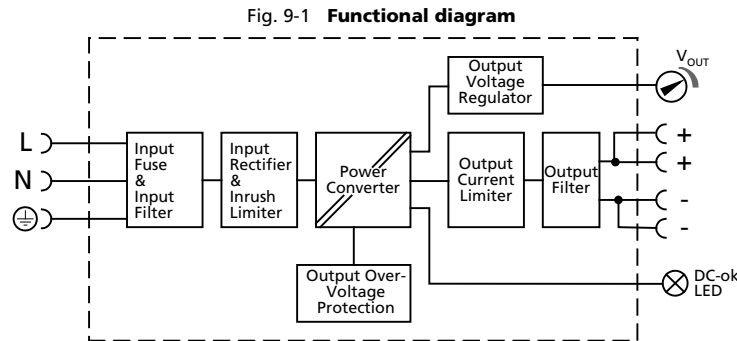 Fig. 9-1 Functional diagram
Output
Voltage
Regulator
V OUT
L
N
Input
Fuse
&
Input
Filter
Input
Rectifier
&
Inrush
Limiter
Power
Converter
Output
Current
Limiter
Output
Filter
+
+
-
-
Output Over-
Voltage
Protection
DC-ok
LED